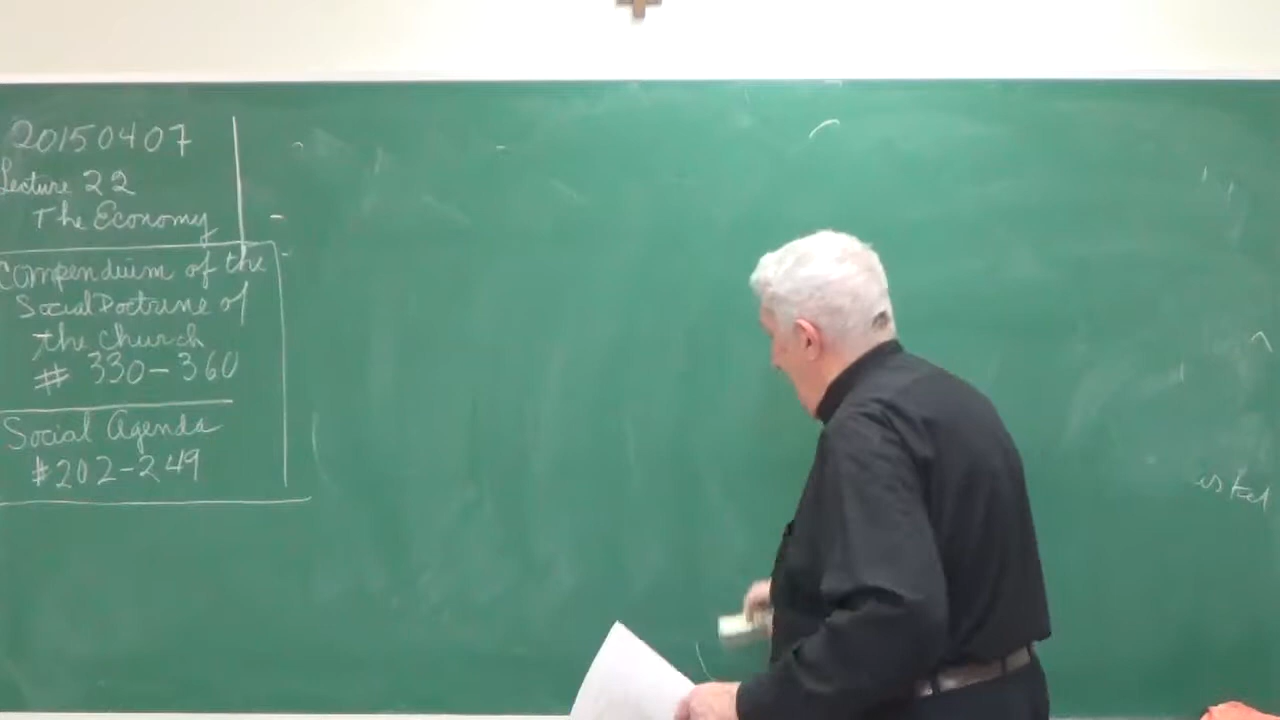 20150407
Lecture 22
The Economy
Compendium of the
Social Doctrine of
the Church
# 330-360
Social Agenda
#202-249